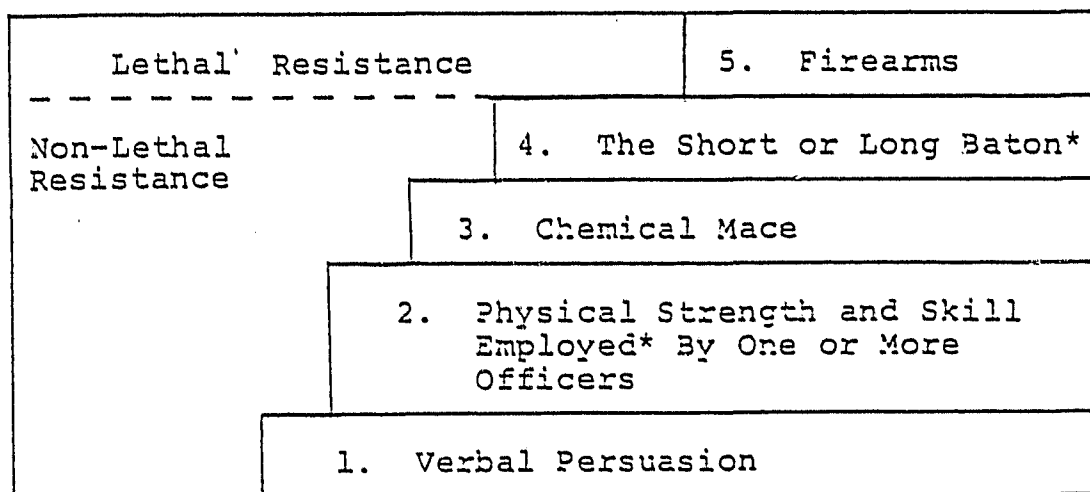 Lethal Resistance
5. Firearms
Non-Lethal
Resistance
4. The Short or Long Baton*
3. Chemical Mace
2. Physical Strength and Skill
Employed* By One or More
Officers
1. Verbal Persuasion